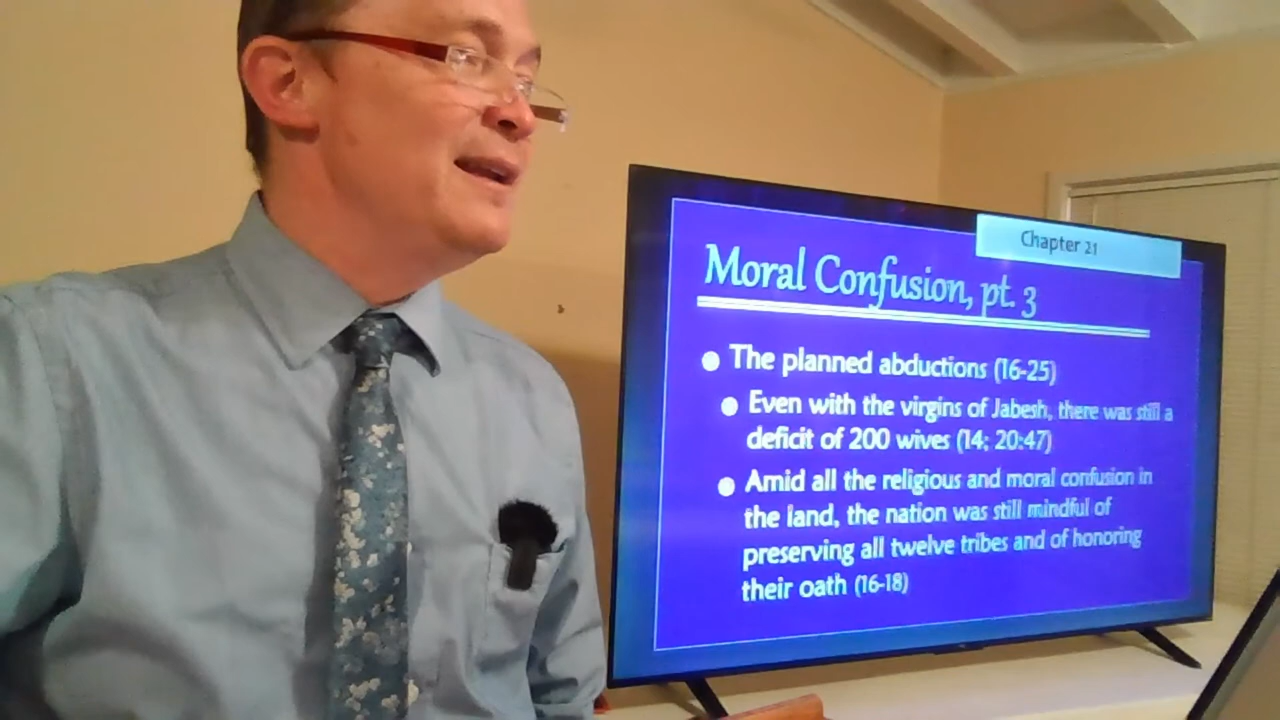 Chapter 21
Moral Confusion, pt. 3
The planned abductions (16-25)
Even with the virgins of Jabesh, there was still a
deficit of 200 wives (14; 20:47)
Amid all the religious and moral confusion in
the land, the nation was still mindful of
preserving all twelve tribes and of honoring
their oath (16-18)